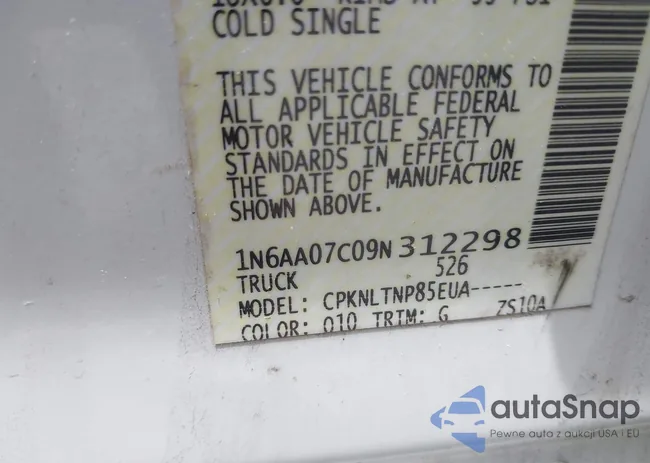 COLD SINGLE
THIS VEHICLE CONFORMS TO
ALL APPLICABLE FEDERAL
MOTOR VEHICLE SAFETY
STANDARDS IN EFFECT ON
THE DATE OF MANUFACTURE
SHOWN ABOVE.
1N6AA07C09N312298
TRUCK 526
MODEL: CPKNLTNP85EUA-----
COLOR: 010 TRIM: G ZS10A
autaSnap
Pewne auta z aukcji USA i EU